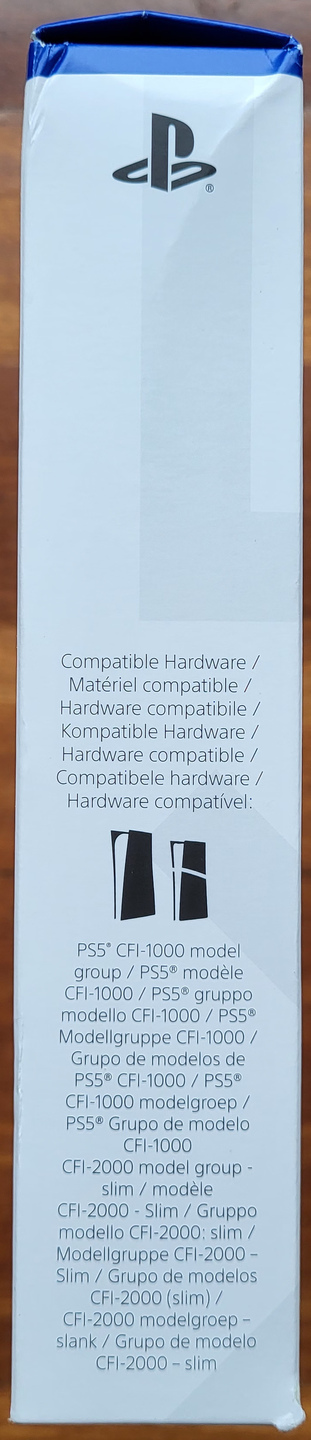 ®
Compatible Hardware /
Matériel compatible /
Hardware compatibile /
Kompatible Hardware /
Hardware compatible /
Compatibele hardware /
Hardware compatível:
PS5® CFI-1000 model
group / PS5® modèle
CFI-1000 / PS5® gruppo
modello CFI-1000 / PS5®
Modellgruppe CFI-1000 /
Grupo de modelos de
PS5® CFI-1000 / PS5®
CFI-1000 modelgroep /
PS5® Grupo de modelo
CFI-1000
CFI-2000 model group -
slim / modèle
CFI-2000 - Slim / Gruppo
modello CFI-2000: slim /
Modellgruppe CFI-2000 –
Slim / Grupo de modelos
CFI-2000 (slim) /
CFI-2000 modelgroep –
slank / Grupo de modelo
CFI-2000 – slim